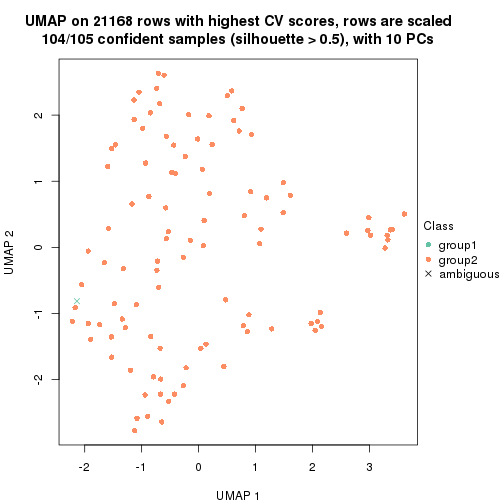 UMAP on 21168 rows with highest CV scores, rows are scaled
104/105 confident samples (silhouette > 0.5), with 10 PCs
2
1
0
-1
-2
UMAP 2
-2
-1
0
1
2
3
UMAP 1
Class
group1
group2
ambiguous